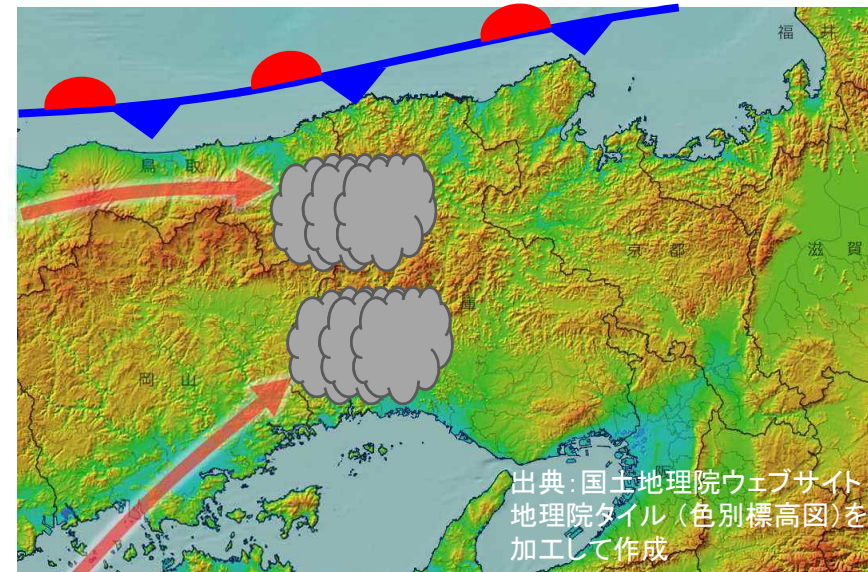 福 井
鳥 取
京 都
滋 賀
庫
岡 山
阪
出典：国土地理院ウェブサイト
地理院タイル（色別標高図）を
加工して作成